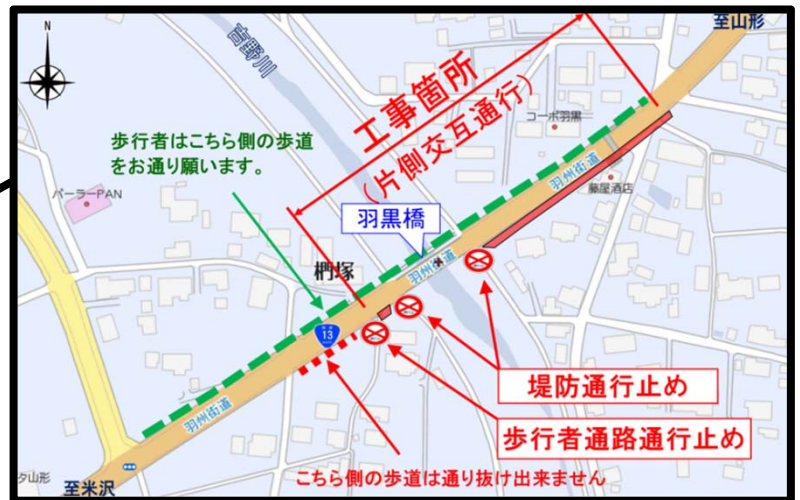 N
至山形
吉野川
工事箇所
(片側交互通行)
コーポ羽黒
歩行者はこちら側の歩道
をお通り願います。
羽州街道
藤屋酒店
パーラーPAN
羽黒橋
羽州街道
椚塚
13
堤防通行止め
羽州街道
歩行者通路通行止め
こちら側の歩道は通り抜け出来ません
タ山形
至米沢